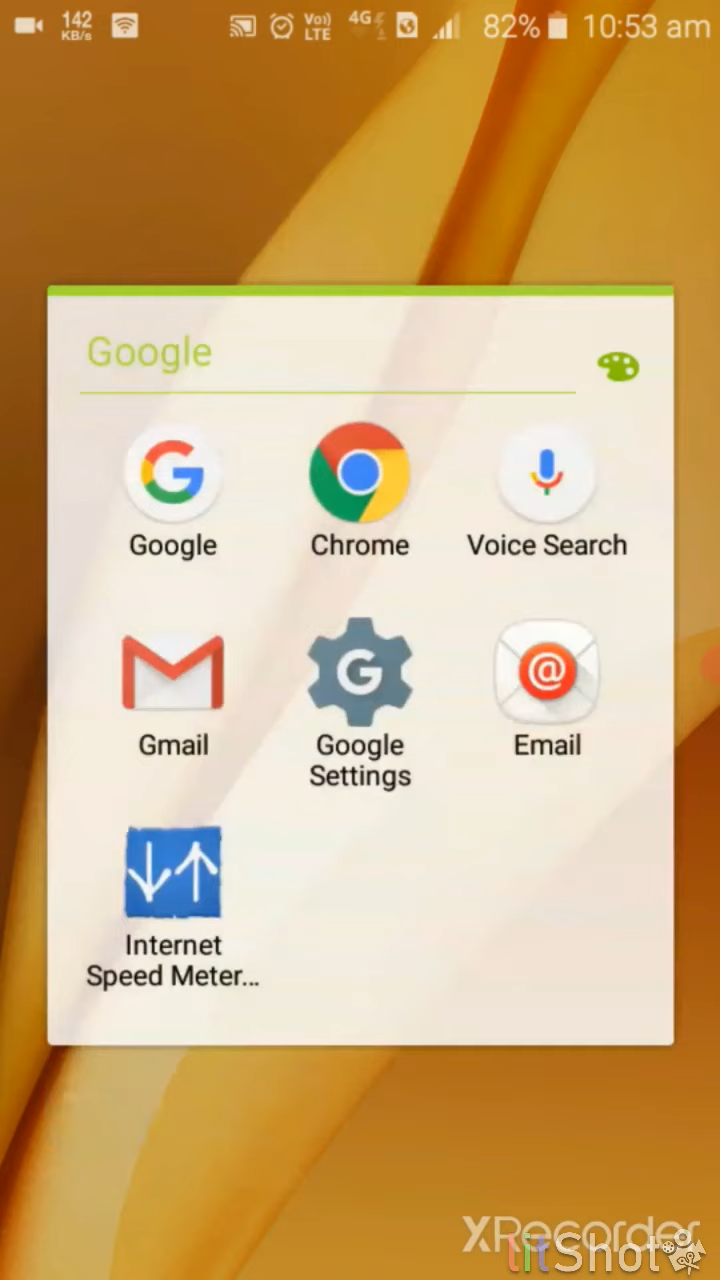 142
KB/s
Vo)
LTE
4G
82%
10:53 am
Google
Google
Chrome
Voice Search
Gmail
Google
Settings
Email
Internet
Speed Meter...
XRecorder
litShot